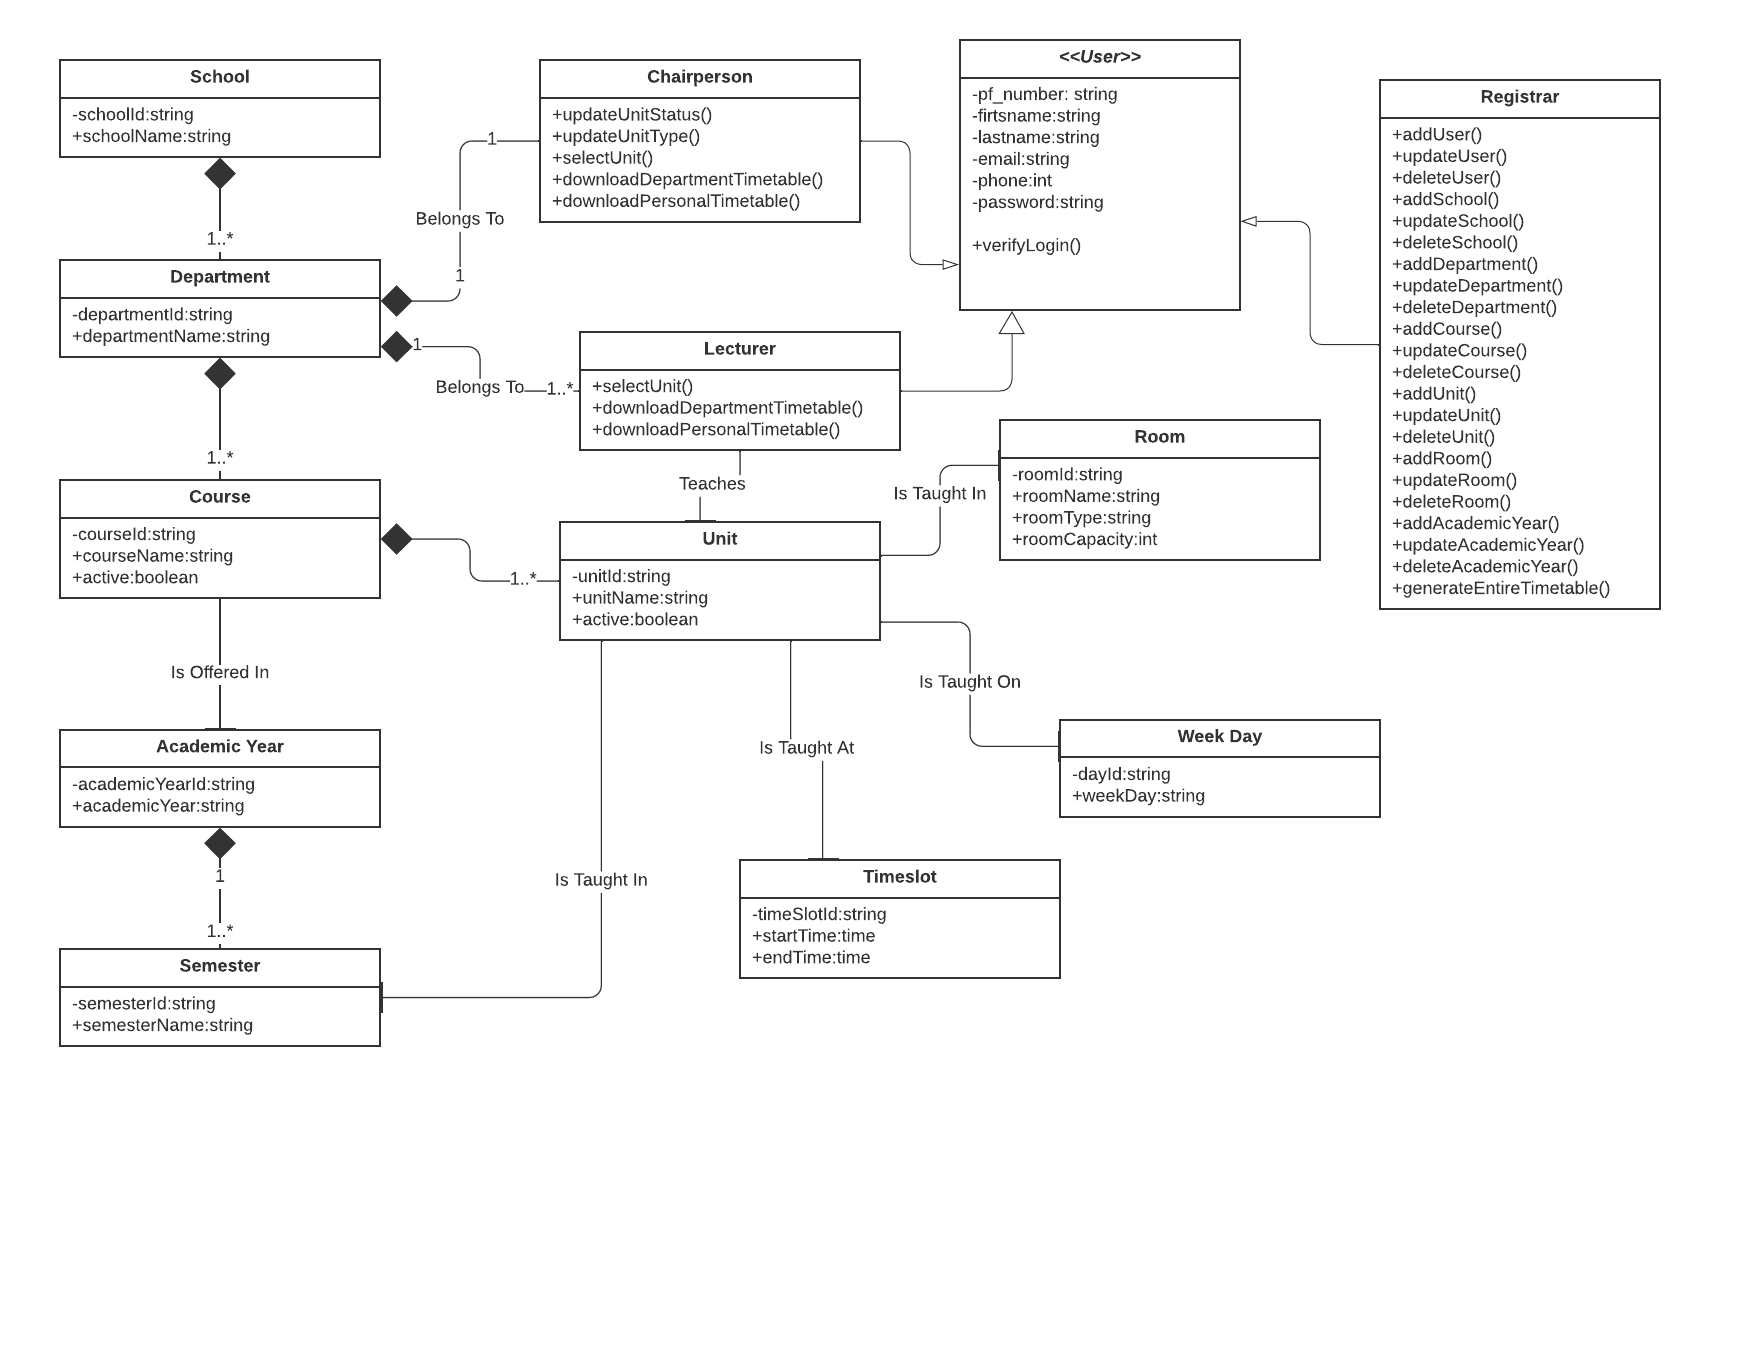 School
-schoolId:string
+schoolName:string
1..*
Department
-departmentId:string
+departmentName:string
1..*
Course
-courseId:string
+courseName:string
+active:boolean
Is Offered In
Academic Year
-academicYearId:string
+academicYear:string
1
1..*
Semester
-semesterId:string
+semesterName:string
1
Belongs To
1
1
Belongs To
1..*
1..*
Chairperson
+updateUnitStatus()
+updateUnitType()
+selectUnit()
+downloadDepartmentTimetable()
+downloadPersonalTimetable()
Lecturer
+selectUnit()
+downloadDepartmentTimetable()
+downloadPersonalTimetable()
Teaches
Unit
-unitId:string
+unitName:string
+active:boolean
Is Taught In
Is Taught At
Timeslot
-timeSlotId:string
+startTime:time
+endTime:time
<<User>>
-pf_number: string
-firtsname:string
-lastname:string
-email:string
-phone:int
-password:string
+verifyLogin()
Is Taught In
Room
-roomId:string
+roomName:string
+roomType:string
+roomCapacity:int
Is Taught On
Week Day
-dayId:string
+weekDay:string
Registrar
+addUser()
+updateUser()
+deleteUser()
+addSchool()
+updateSchool()
+deleteSchool()
+addDepartment()
+updateDepartment()
+deleteDepartment()
+addCourse()
+updateCourse()
+deleteCourse()
+addUnit()
+updateUnit()
+deleteUnit()
+addRoom()
+updateRoom()
+deleteRoom()
+addAcademicYear()
+updateAcademicYear()
+deleteAcademicYear()
+generateEntireTimetable()